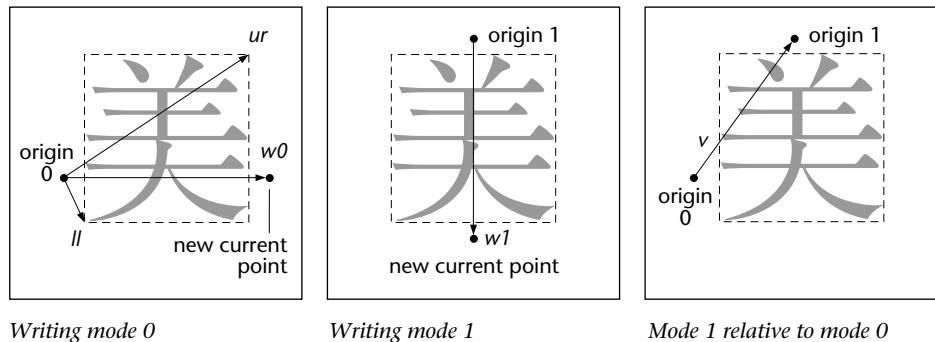 ur
origin
0
w0
ll
new current
point
Writing mode 0
origin 1
美
w1
new current point
Writing mode 1
origin 1
v
origin
0
美
Mode 1 relative to mode 0
美